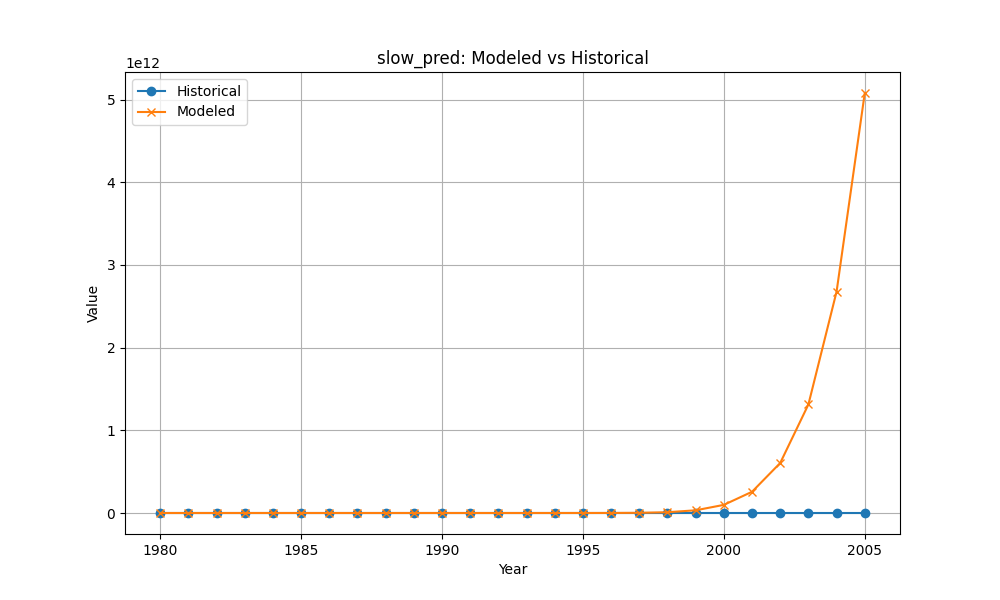 slow_pred: Modeled vs Historical
1e12
Historical
Modeled
5
4
3
2
1
0
Value
1980 1985 1990 1995 2000 2005
Year